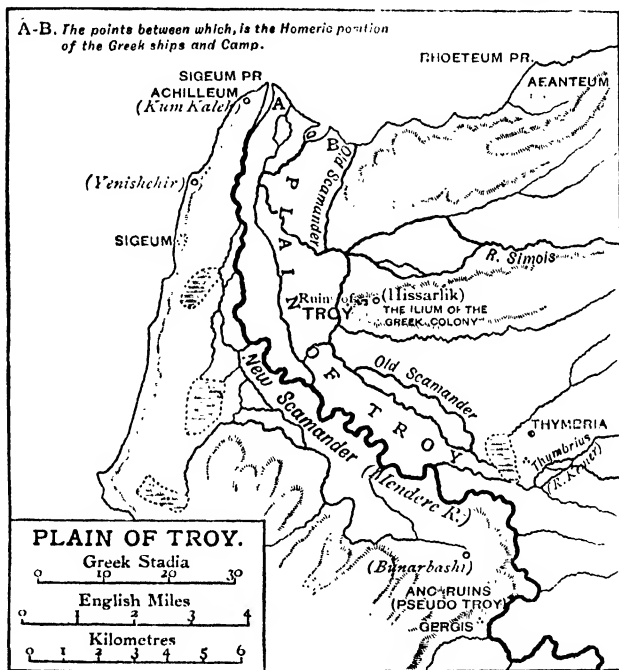 A-B. The points between which, is the Homeric position
of the Greek ships and Camp.
RHOETEUM PR.
AEANTEUM
SIGEUM PR
ACHILLEUM
(Kum Kaleh)
A
B
Old Scamander
(Yenishehir)
SIGEUM
PLAIN OF TROY
R. Simois
Ruin of
TROY
(Hissarlik)
THE ILIUM OF THE
GREEK COLONY
Old Scamander
New Scamander (Mendere R.)
THYMBRIA
Thymbrius
(Bunarbashi)
ANC. RUINS
(PSEUDO TROY)
GERGIS
PLAIN OF TROY.
Greek Stadia
0 10 20 30
English Miles
0 1 2 3 4
Kilometres
0 1 2 3 4 5 6